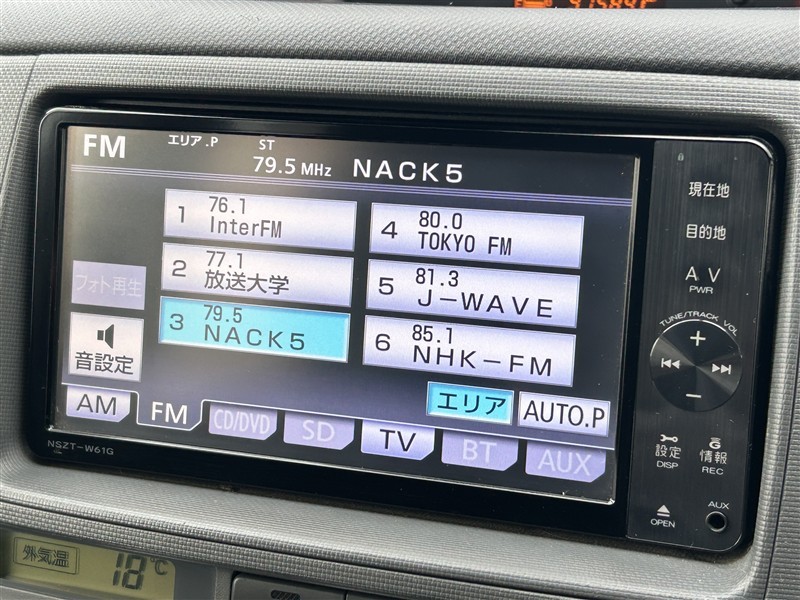 FM エリア.P ST
79.5 MHz NACK5
1 76.1 InterFM
2 77.1 放送大学
3 79.5 NACK5
4 80.0 TOKYO FM
5 81.3 J-WAVE
6 85.1 NHK-FM
フォト再生
音設定
エリア AUTO.P
AM FM CD/DVD SD TV BT AUX
NSZT-W61G
現在地
目的地
AV
PWR
TUNE/TRACK VOL
+
-
設定 情報
DISP REC
OPEN AUX
外気温 18℃